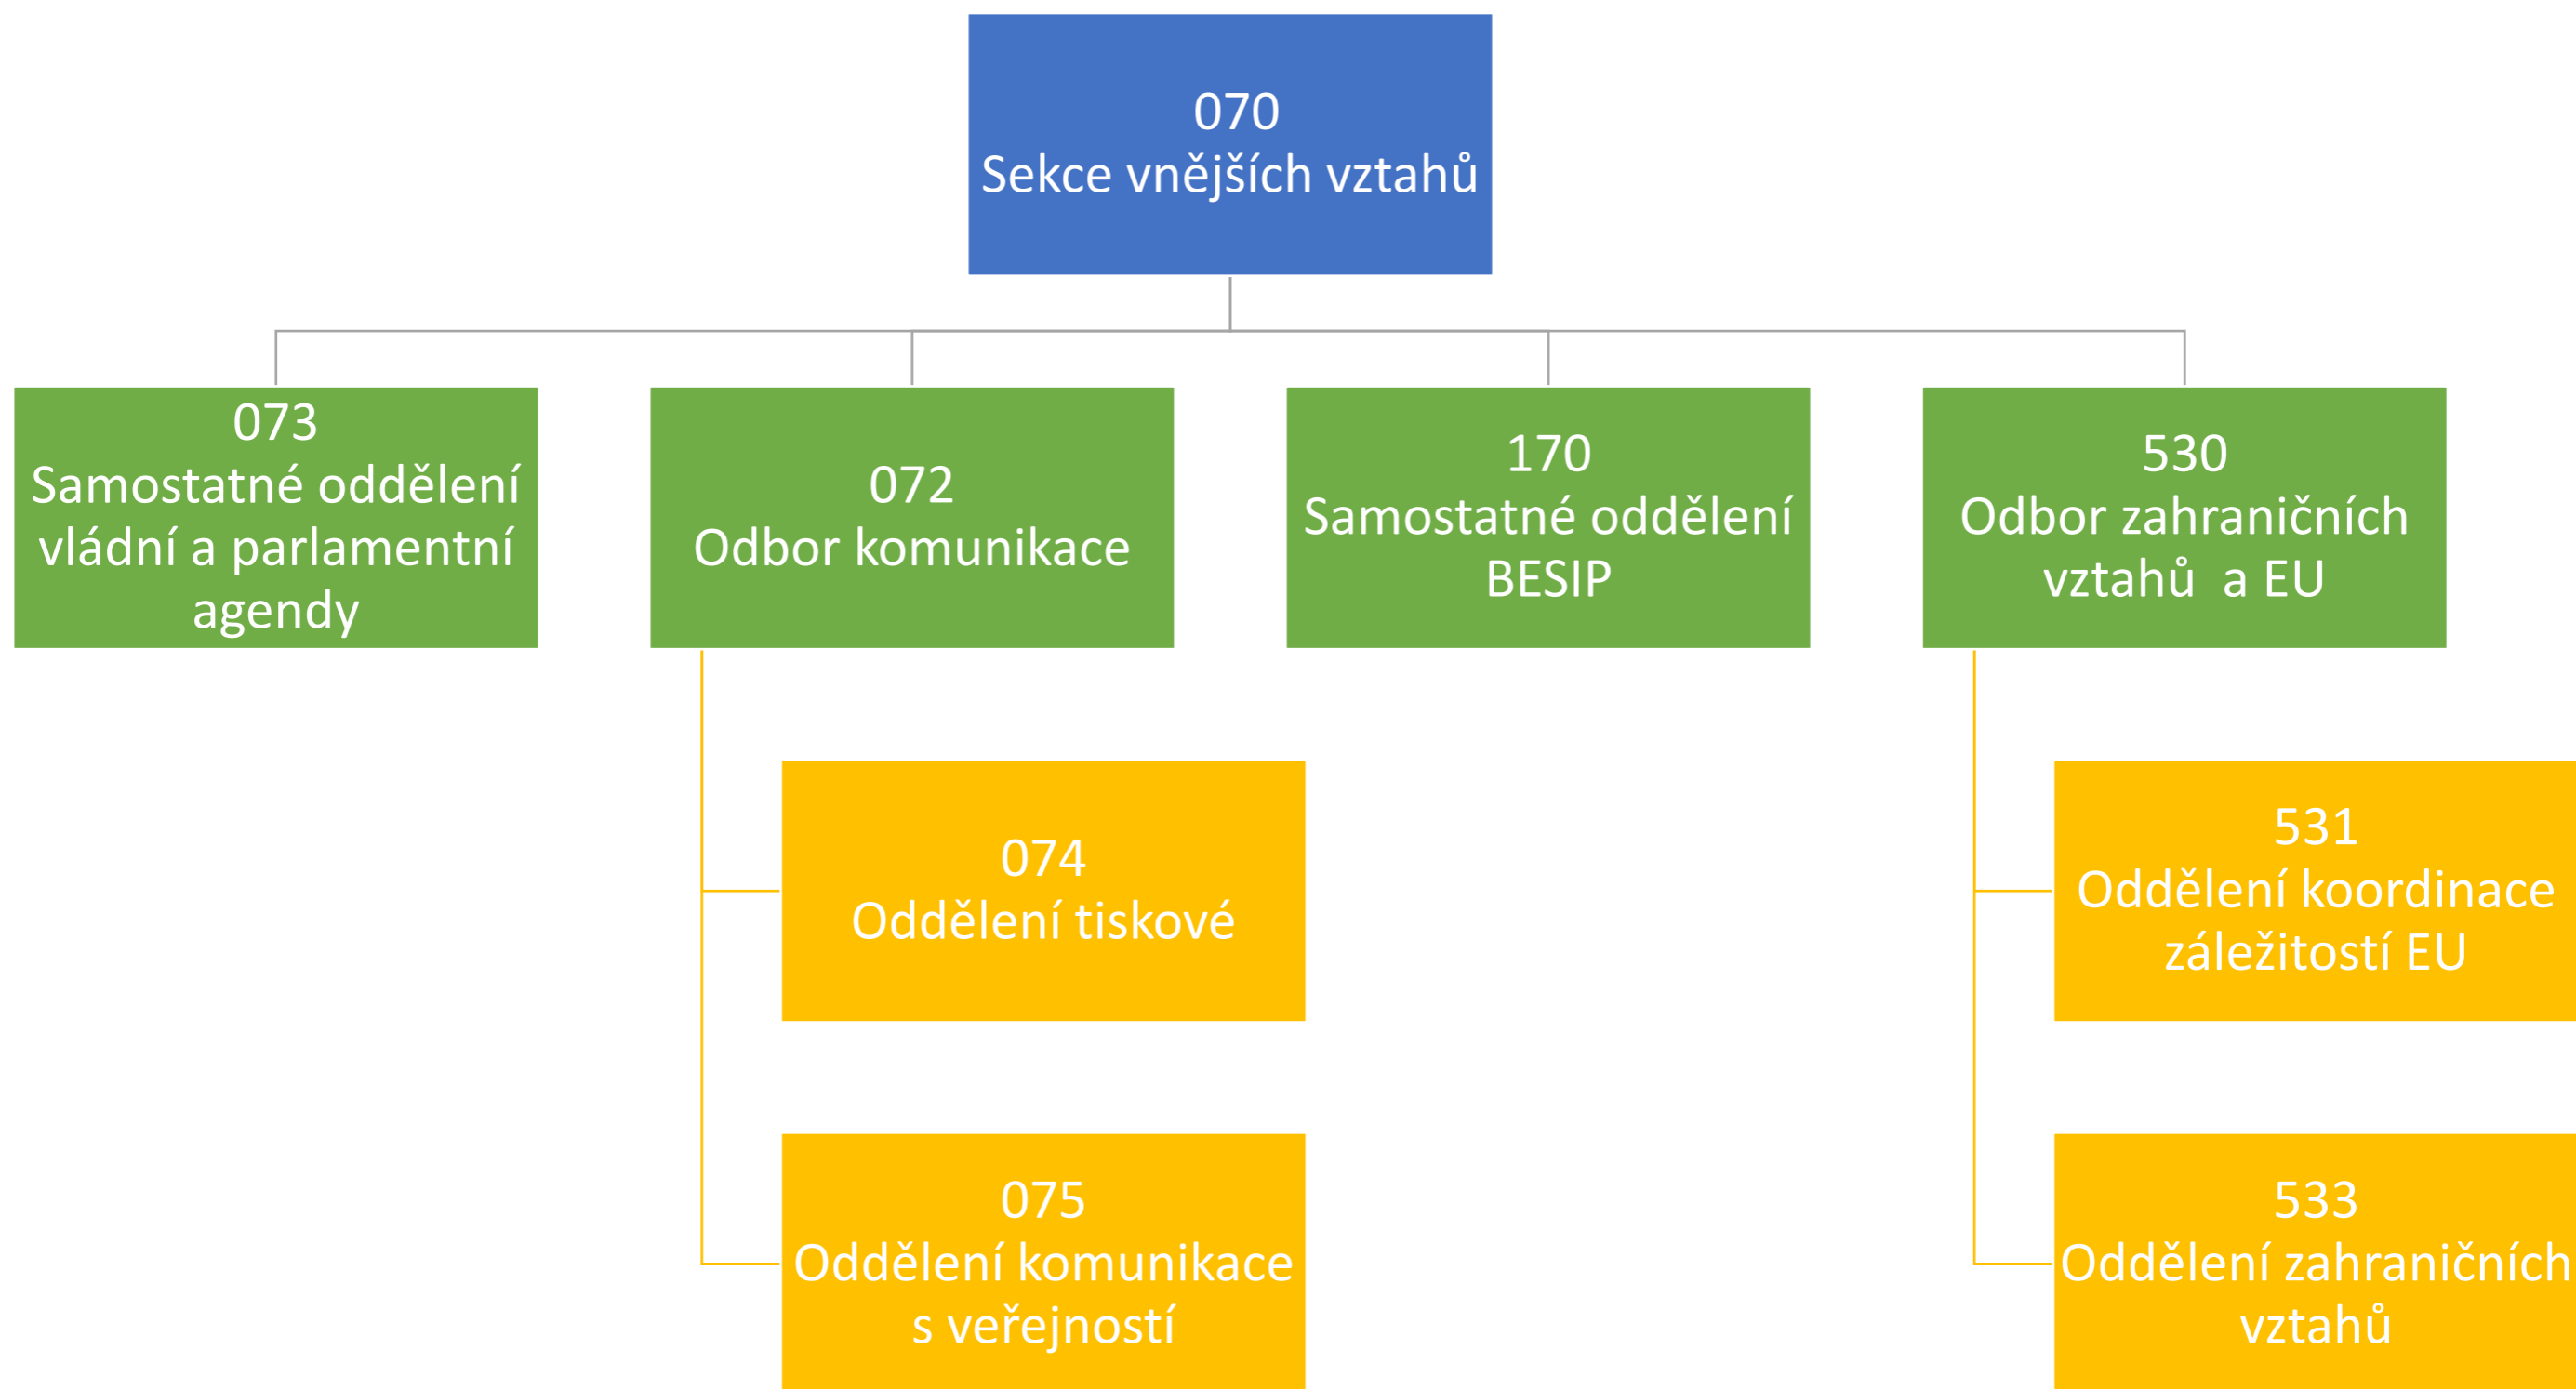 070
Sekce vnějších vztahů
073
Samostatné oddělení
vládní a parlamentní
agendy
072
Odbor komunikace
170
Samostatné oddělení
BESIP
530
Odbor zahraničních
vztahů  a EU
074
Oddělení tiskové
075
Oddělení komunikace
s veřejností
531
Oddělení koordinace
záležitostí EU
533
Oddělení zahraničních
vztahů